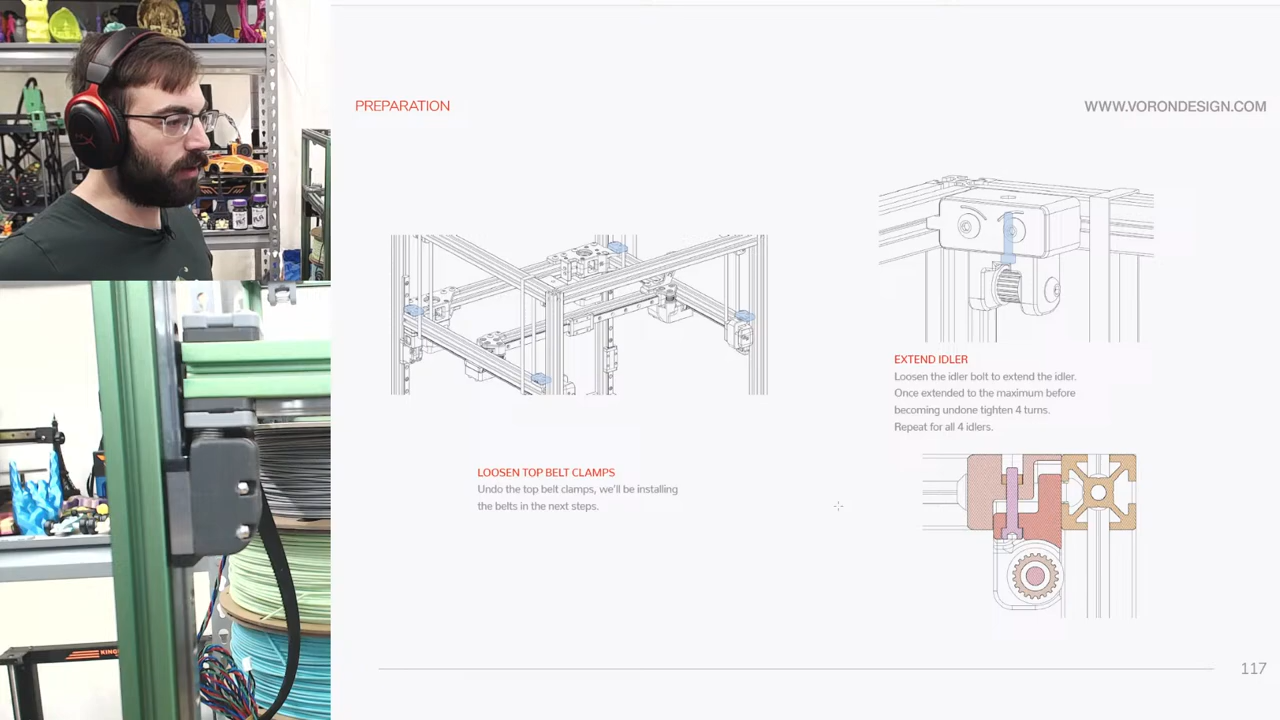 PREPARATION
WWW.VORONDESIGN.COM
EXTEND IDLER
Loosen the idler bolt to extend the idler.
Once extended to the maximum before
becoming undone tighten 4 turns.
Repeat for all 4 idlers.
LOOSEN TOP BELT CLAMPS
Undo the top belt clamps, we'll be installing
the belts in the next steps.
117